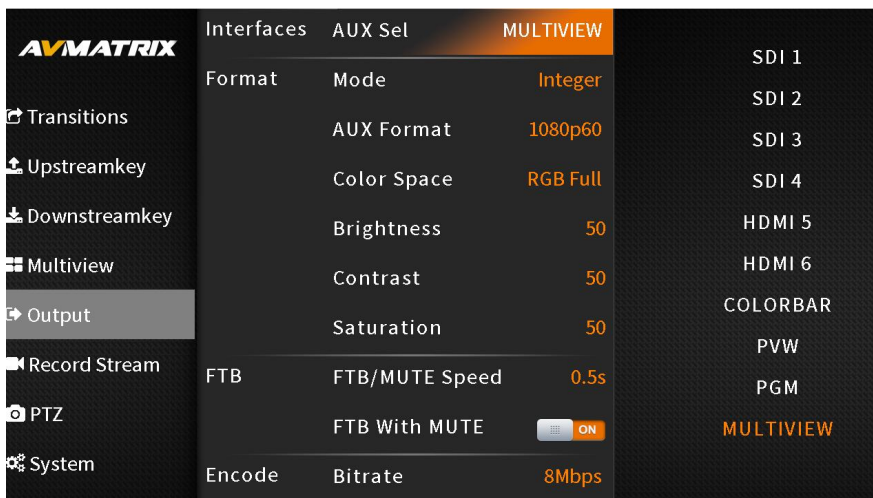 AVMATRIX
Transitions
Upstreamkey
Downstreamkey
Multiview
Output
Record Stream
PTZ
System
Interfaces AUX Sel MULTIVIEW
Format Mode Integer
AUX Format 1080p60
Color Space RGB Full
Brightness 50
Contrast 50
Saturation 50
FTB FTB/MUTE Speed 0.5s
FTB With MUTE ON
Encode Bitrate 8Mbps
SDI 1
SDI 2
SDI 3
SDI 4
HDMI 5
HDMI 6
COLORBAR
PVW
PGM
MULTIVIEW